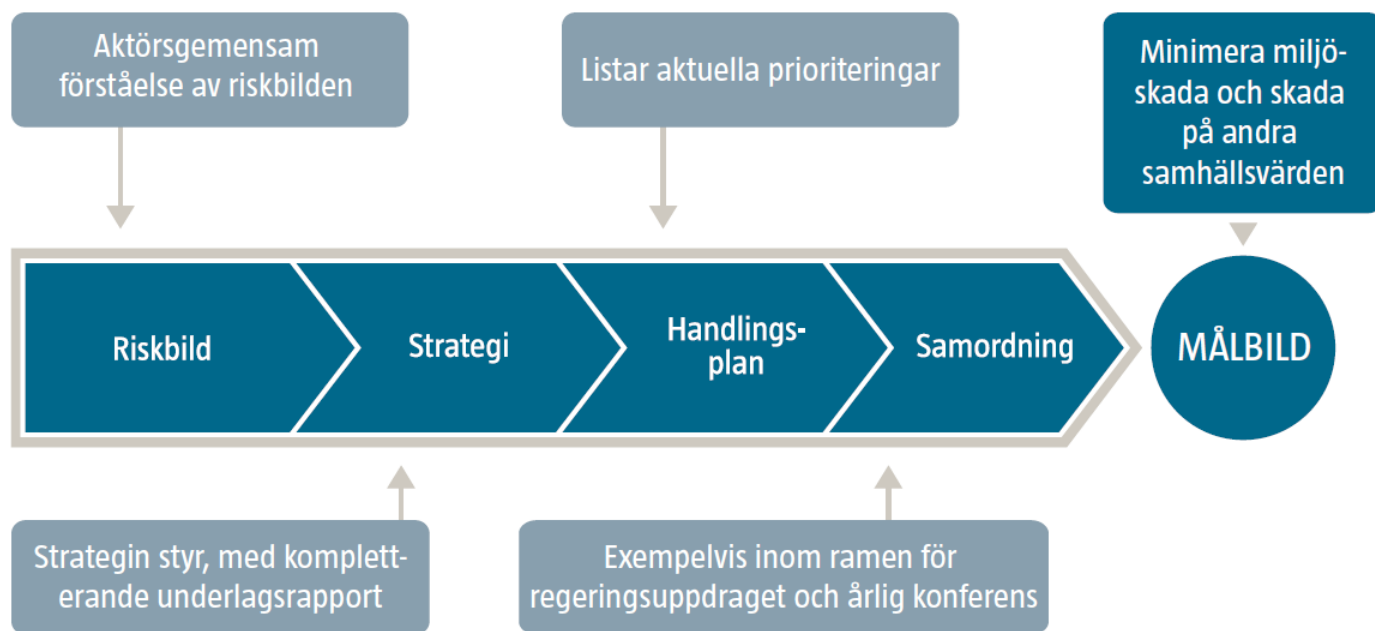 Aktörsgemensam
förståelse av riskbilden
Listar aktuella prioriteringar
Minimera miljö-
skada och skada
på andra
samhällsvärden
Riskbild
Strategi
Handlings-
plan
Samordning
MÅLBILD
Strategin styr, med komplett-
erande underlagsrapport
Exempelvis inom ramen för
regeringsuppdraget och årlig konferens